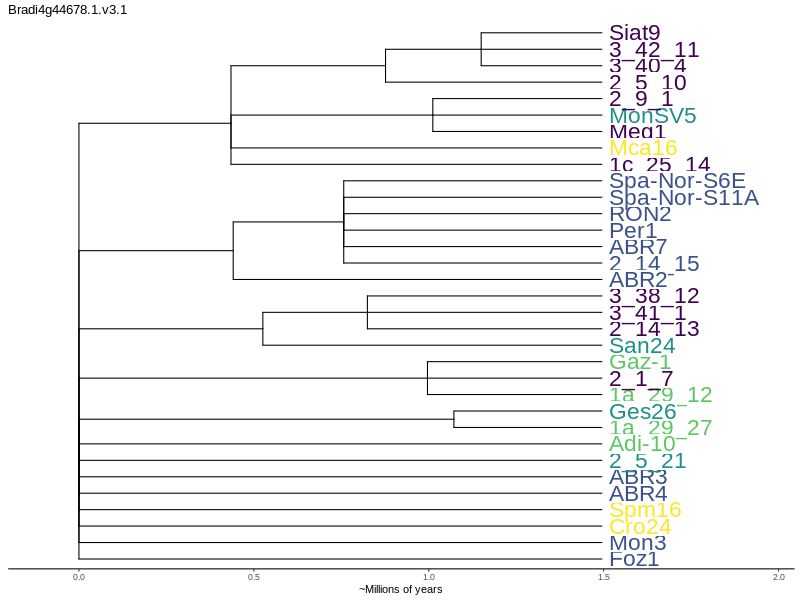 Bradi4g44678.1.v3.1
Siat9
3_42_11
3_40_4
2_5_10
2_9_1
MonSV5
Meg1
Mca16
1c_25_14
Spa-Nor-S6E
Spa-Nor-S11A
RON2
Per1
ABR7
2_14_15
ABR2
3_38_12
3_41_1
2_14_13
San24
Gaz-1
2_1_7
1a_29_12
Ges26
1a_29_27
Adi-10
2_5_21
ABR3
ABR4
Spm16
Cro24
Mon3
Foz1
0.0 0.5 1.0 1.5 2.0
~Millions of years